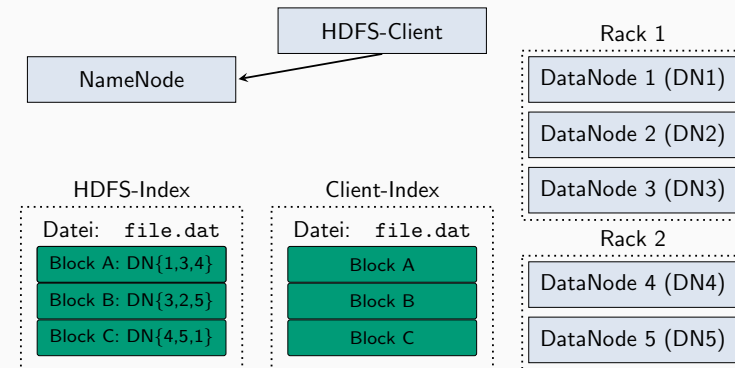 HDFS-Client
NameNode
HDFS-Index
Datei: file.dat
Block A: DN{1,3,4}
Block B: DN{3,2,5}
Block C: DN{4,5,1}
Client-Index
Datei: file.dat
Block A
Block B
Block C
Rack 1
DataNode 1 (DN1)
DataNode 2 (DN2)
DataNode 3 (DN3)
Rack 2
DataNode 4 (DN4)
DataNode 5 (DN5)